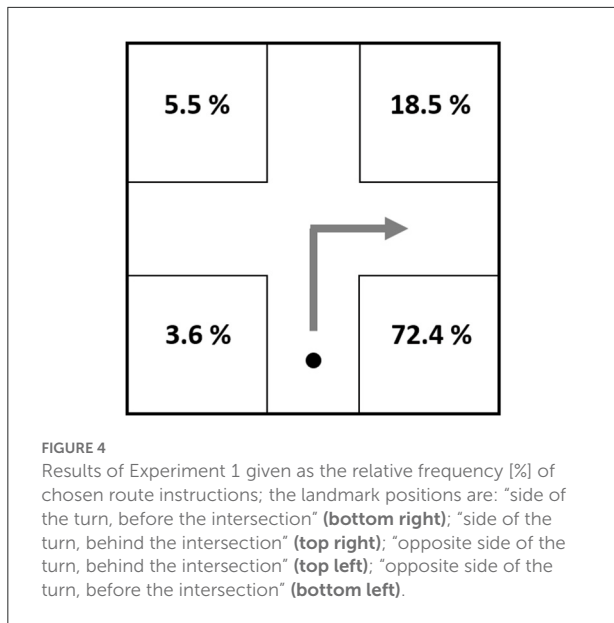 5.5 %
18.5 %
3.6 %
72.4 %
FIGURE 4
Results of Experiment 1 given as the relative frequency [%] of
chosen route instructions; the landmark positions are: “side of
the turn, before the intersection” (bottom right); “side of the
turn, behind the intersection” (top right); “opposite side of the
turn, behind the intersection” (top left); “opposite side of the
turn, before the intersection” (bottom left).